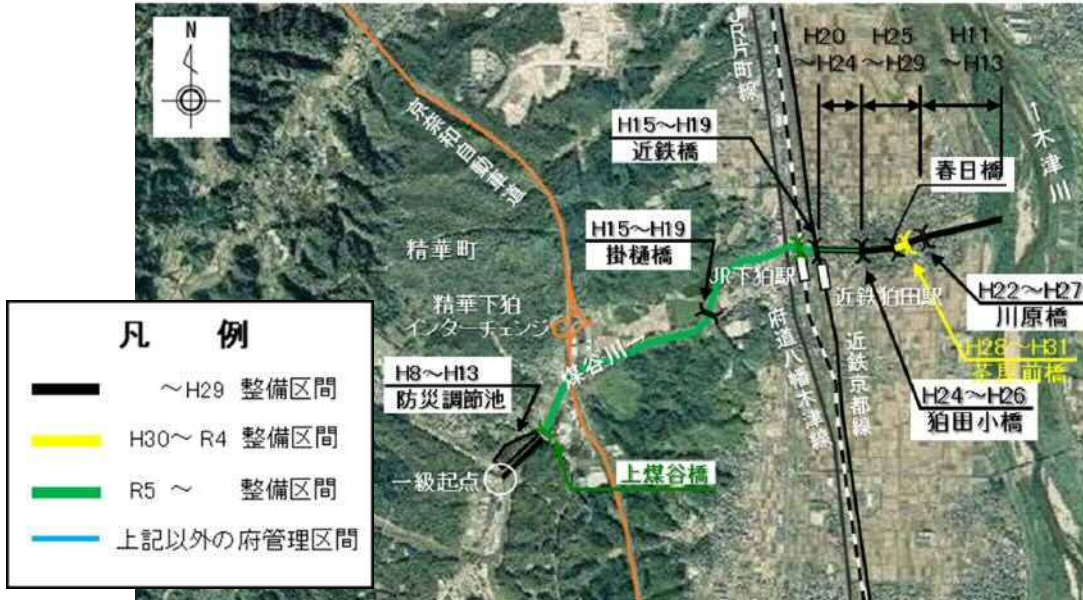 N
JR片町線
H20
～H24
H25
～H29
H11
～H13
←木津川
京奈和自動車道
H15～H19
近鉄橋
春日橋
精華町
H15～H19
掛樋橋
JR下狛駅
近鉄狛田駅
H22～H27
川原橋
精華下狛
インターチェンジ
煤谷川→
府道八幡木津線
近鉄京都線
H28～H31
茶屋前橋
H8～H13
防災調節池
H24～H26
狛田小橋
一級起点
上煤谷橋
凡 例
～H29 整備区間
H30～ R4 整備区間
R5 ～ 整備区間
上記以外の府管理区間